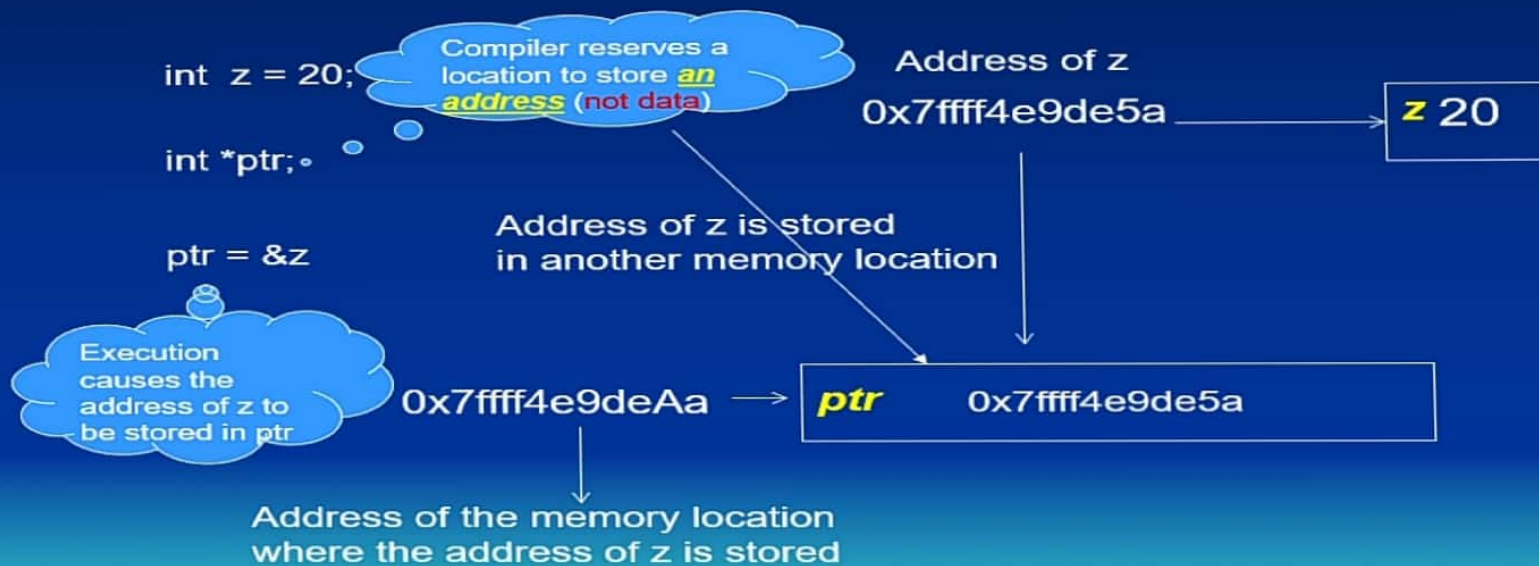 int z = 20;
Compiler reserves a
location to store an
address (not data)
Address of z
0x7ffff4e9de5a
z 20
int *ptr;
Address of z is stored
in another memory location
ptr = &z
Execution
causes the
address of z to
be stored in ptr
0x7ffff4e9deAa
ptr 0x7ffff4e9de5a
Address of the memory location
where the address of z is stored